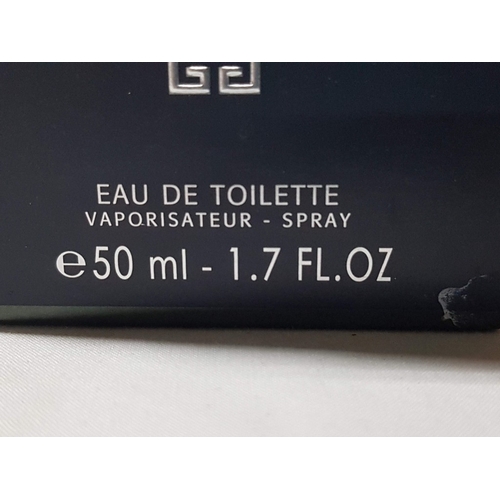 EAU DE TOILETTE
VAPORISATEUR - SPRAY
℮50 ml - 1.7 FL.OZ